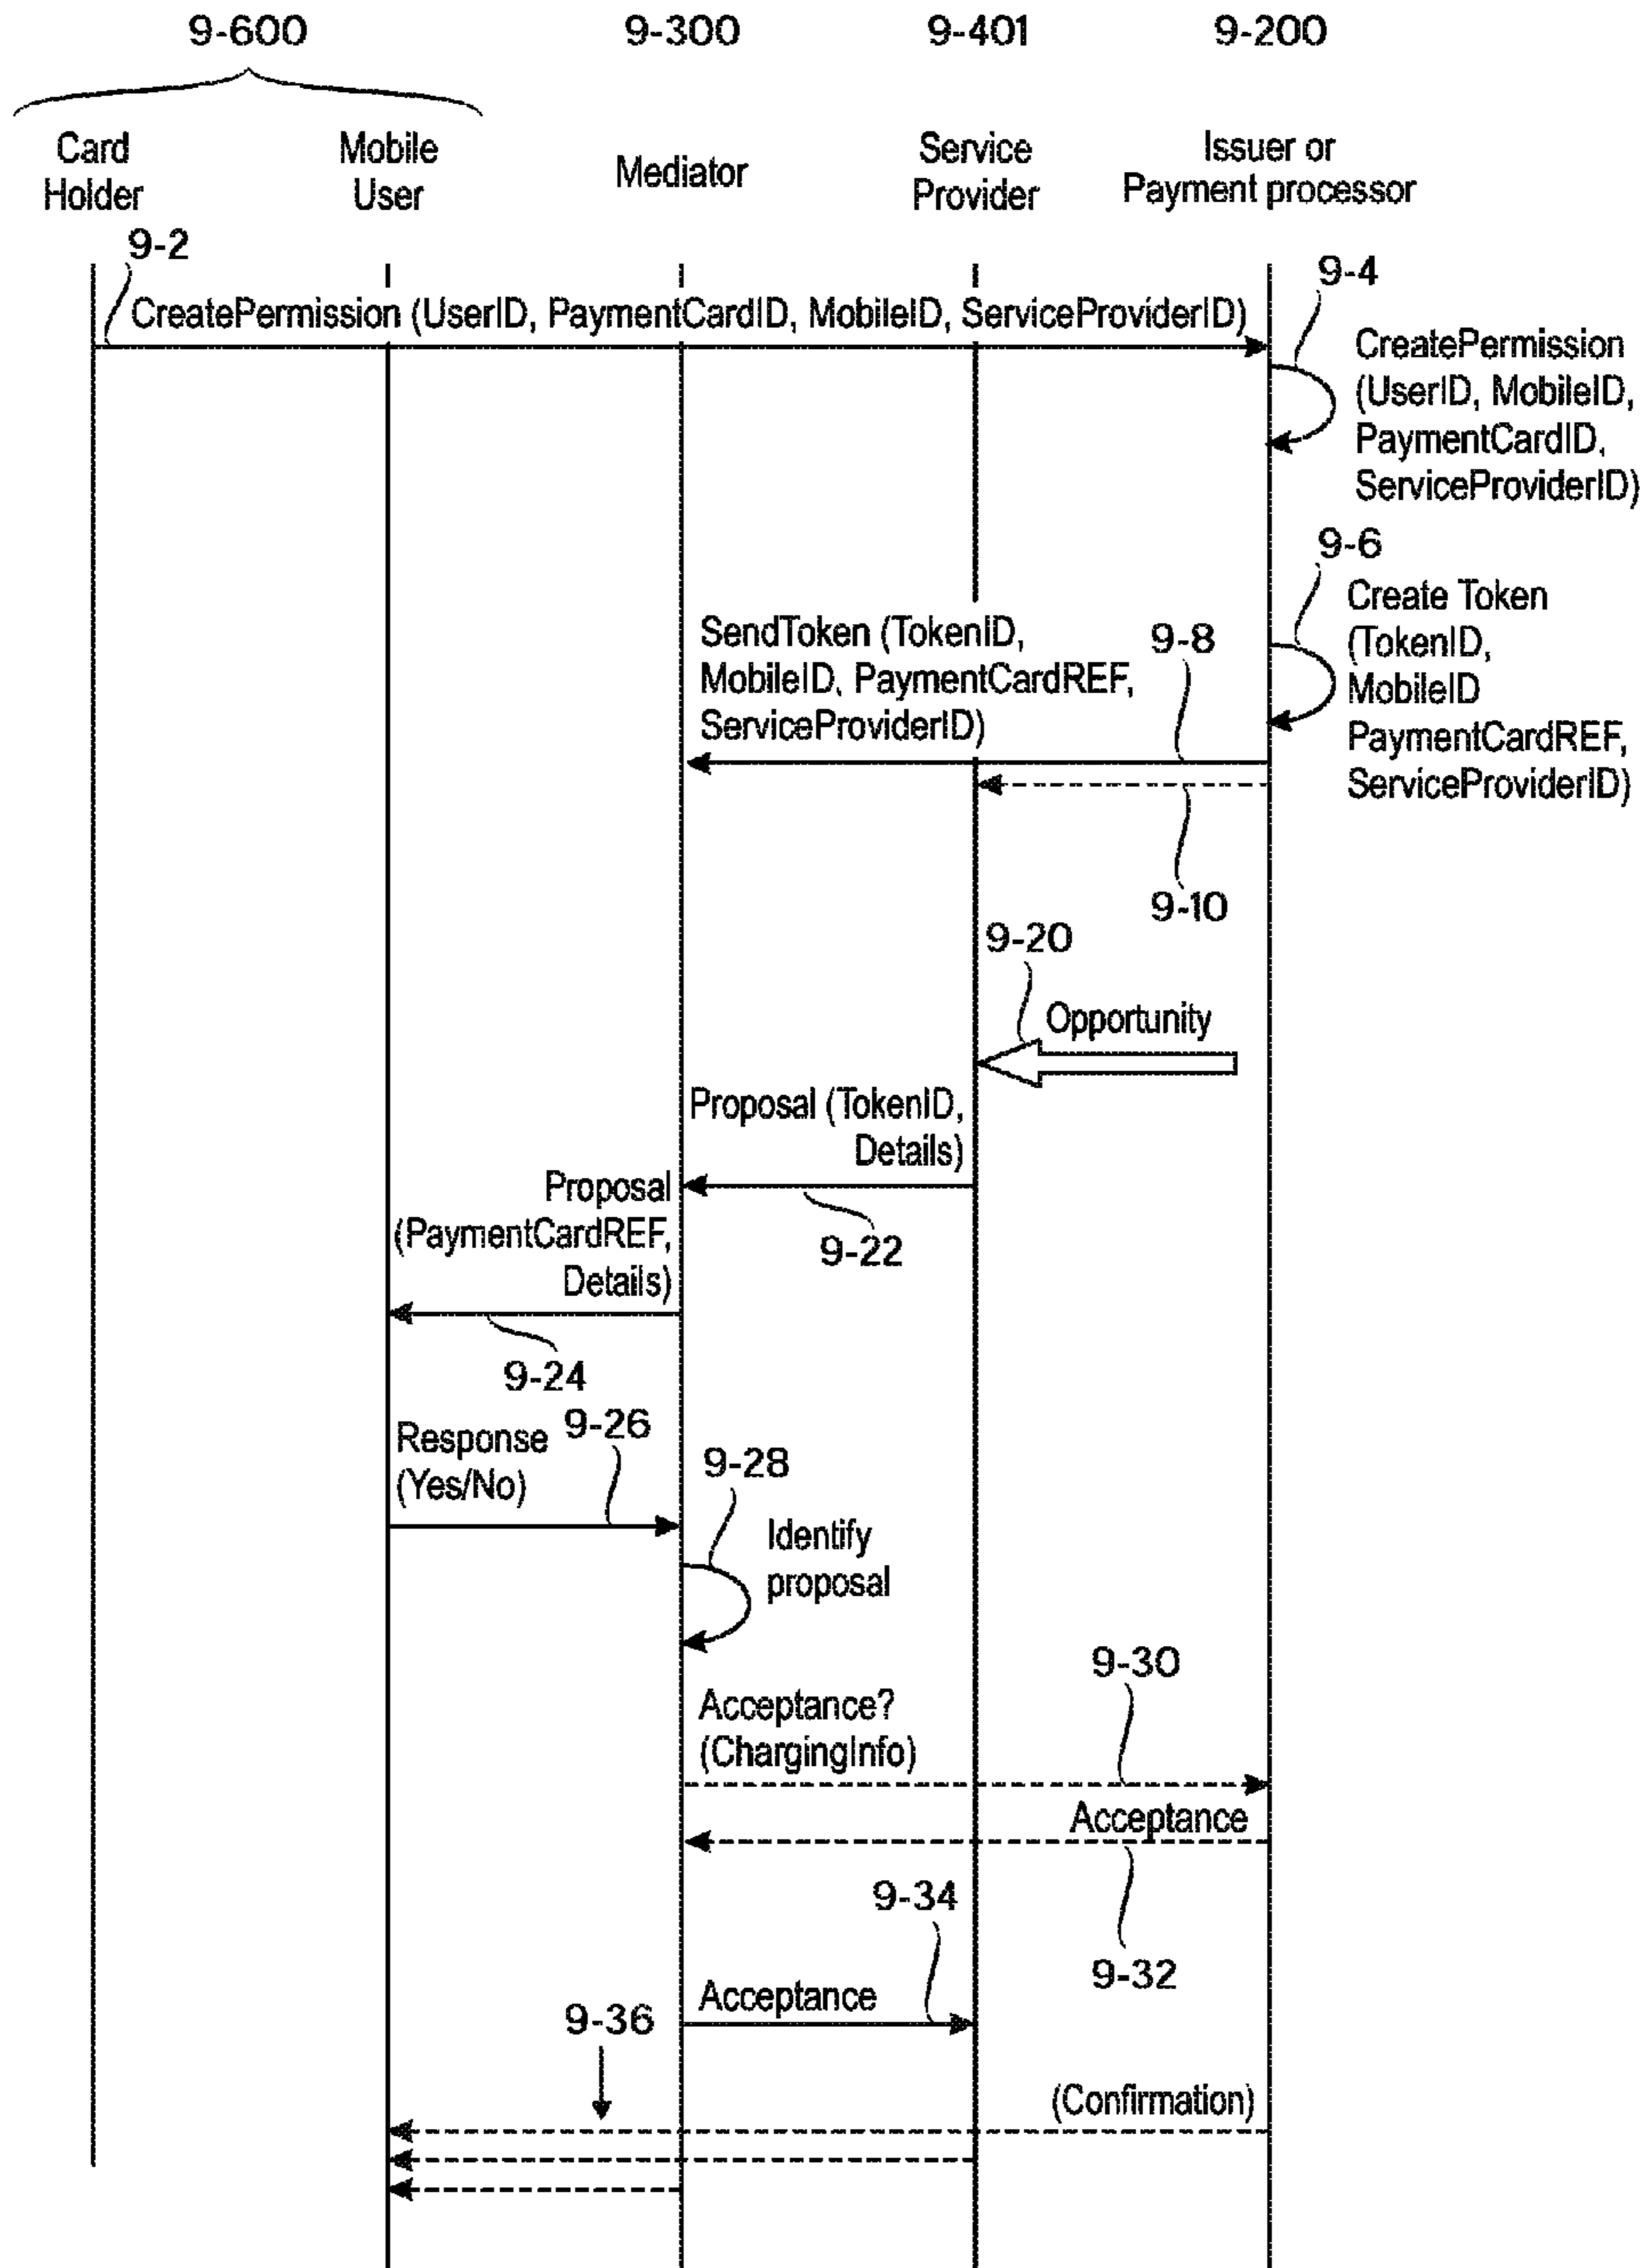 9-600
9-300
9-401
9-200
Card
Holder
Mobile
User
Mediator
Service
Provider
Issuer or
Payment processor
9-2
CreatePermission (UserID, PaymentCardID, MobileID, ServiceProviderID)
9-4
CreatePermission
(UserID, MobileID,
PaymentCardID,
ServiceProviderID)
9-6
Create Token
(TokenID,
MobileID
PaymentCardREF,
ServiceProviderID)
SendToken (TokenID,
MobileID, PaymentCardREF,
ServiceProviderID)
9-8
9-10
9-20
Opportunity
Proposal (TokenID,
Details)
9-22
Proposal
(PaymentCardREF,
Details)
9-24
Response
(Yes/No)
9-26
9-28
Identify
proposal
9-30
Acceptance?
(ChargingInfo)
Acceptance
9-32
9-34
Acceptance
9-36
(Confirmation)